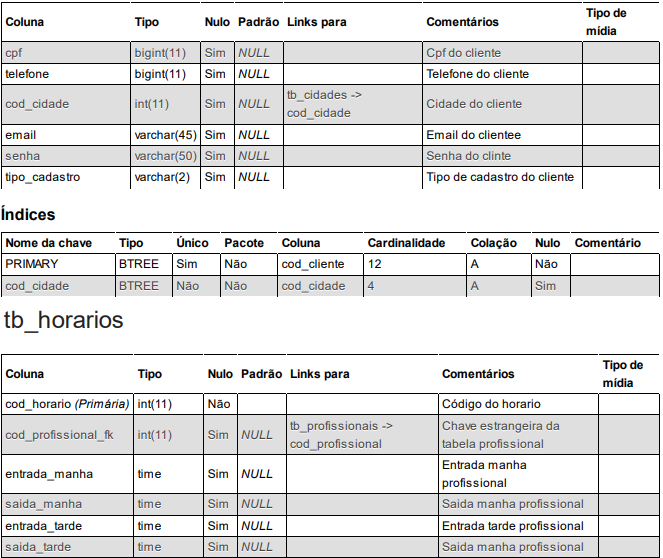 Coluna Tipo Nulo Padrão Links para Comentários Tipo de mídia
cpf bigint(11) Sim NULL Cpf do cliente
telefone bigint(11) Sim NULL Telefone do cliente
cod_cidade int(11) Sim NULL tb_cidades -> cod_cidade Cidade do cliente
email varchar(45) Sim NULL Email do clientee
senha varchar(50) Sim NULL Senha do clinte
tipo_cadastro varchar(2) Sim NULL Tipo de cadastro do cliente
Índices
Nome da chave Tipo Único Pacote Coluna Cardinalidade Colação Nulo Comentário
PRIMARY BTREE Sim Não cod_cliente 12 A Não
cod_cidade BTREE Não Não cod_cidade 4 A Sim
tb_horarios
Coluna Tipo Nulo Padrão Links para Comentários Tipo de mídia
cod_horario (Primária) int(11) Não Código do horario
cod_profissional_fk int(11) Sim NULL tb_profissionais -> cod_profissional Chave estrangeira da tabela profissional
entrada_manha time Sim NULL Entrada manha profissional
saida_manha time Sim NULL Saida manha profissional
entrada_tarde time Sim NULL Entrada tarde profissional
saida_tarde time Sim NULL Saida tarde profissional